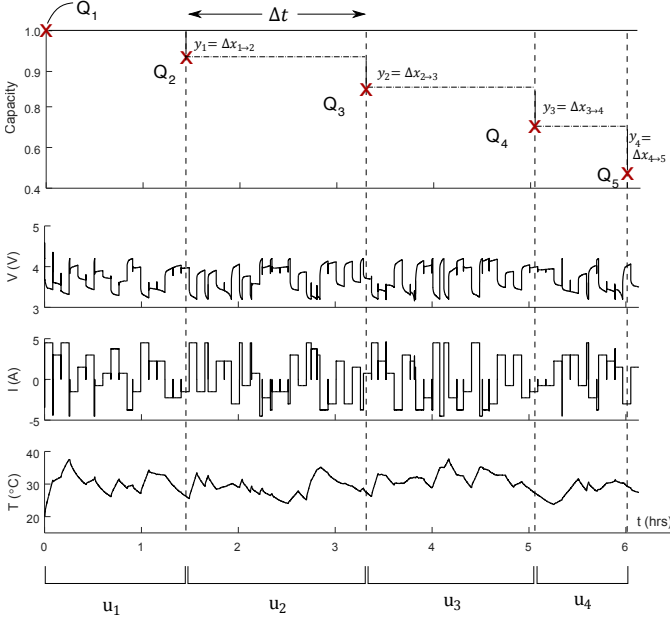 Q1
Δt
1.0
y1 = Δx1→2
Q2
0.9
y2 = Δx2→3
Q3
0.8
y3 = Δx3→4
Q4
0.6
y4 =
Δx4→5
Q5
0.4
Capacity
5
4
3
V (V)
5
0
-5
I (A)
40
30
20
T (°C)
t (hrs)
0 1 2 3 4 5 6
u1 u2 u3 u4